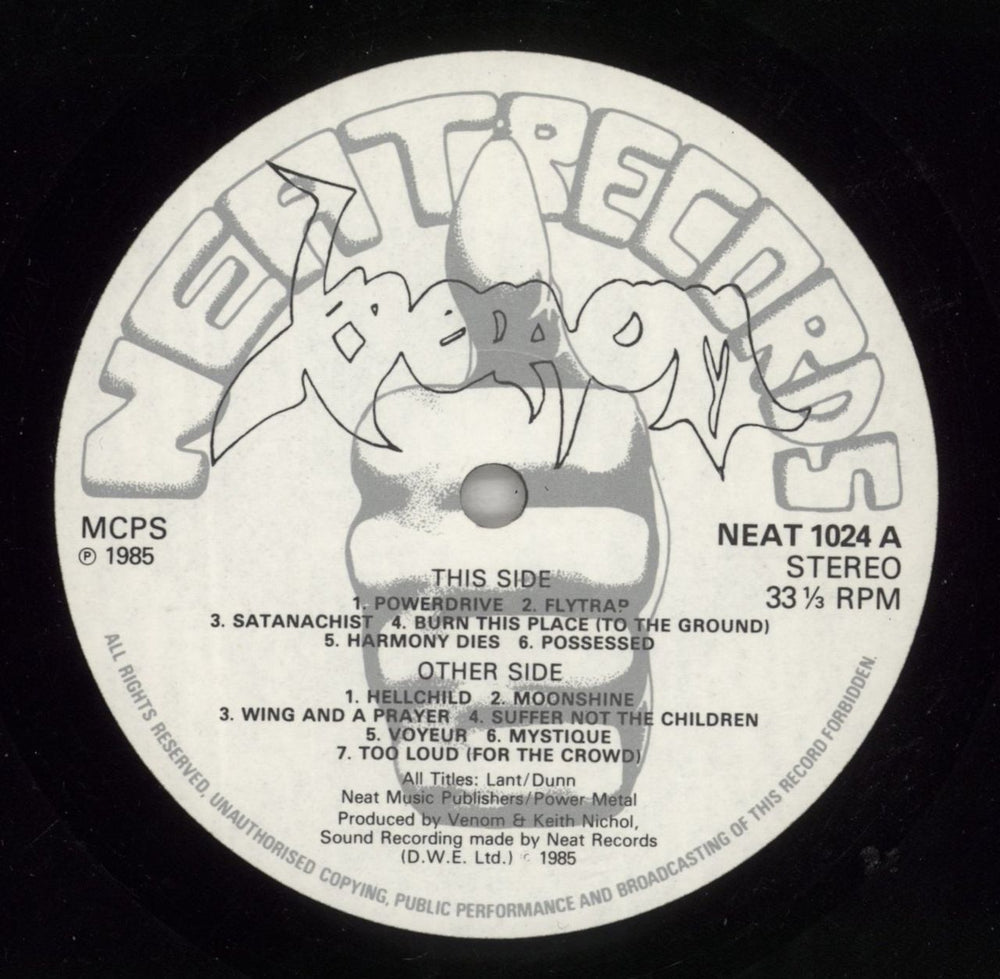 NEAT RECORDS
Venom
MCPS
Ⓟ 1985
NEAT 1024 A
STEREO
33 ⅓ RPM
THIS SIDE
1. POWERDRIVE 2. FLYTRAP
3. SATANACHIST 4. BURN THIS PLACE (TO THE GROUND)
5. HARMONY DIES 6. POSSESSED
OTHER SIDE
1. HELLCHILD 2. MOONSHINE
3. WING AND A PRAYER 4. SUFFER NOT THE CHILDREN
5. VOYEUR 6. MYSTIQUE
7. TOO LOUD (FOR THE CROWD)
All Titles: Lant/Dunn
Neat Music Publishers/Power Metal
Produced by Venom & Keith Nichol,
Sound Recording made by Neat Records
(D.W.E. Ltd.) © 1985
ALL RIGHTS RESERVED, UNAUTHORISED COPYING, PUBLIC PERFORMANCE AND BROADCASTING OF THIS RECORD FORBIDDEN.